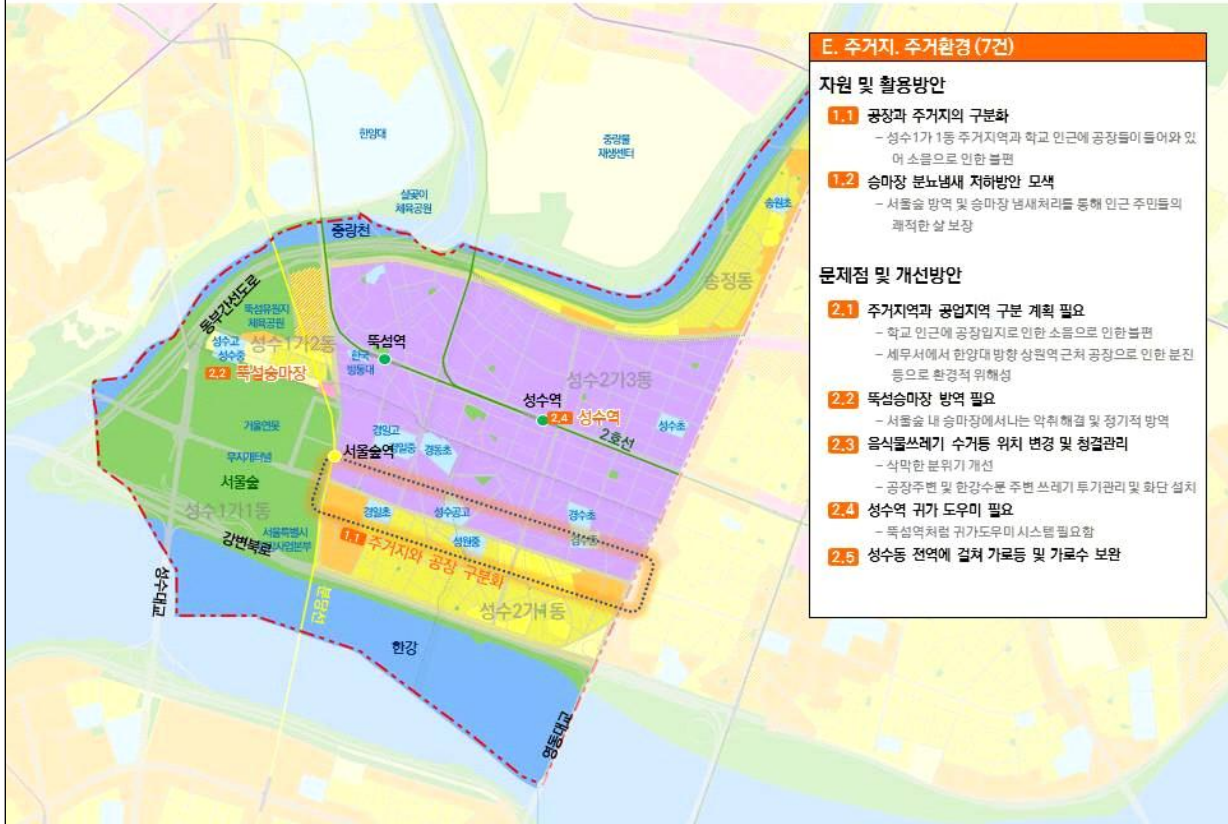 E. 주거지. 주거환경 (7건)
자원 및 활용방안
1.1 공장과 주거지의 구분화
– 성수1가 1동 주거지역과 학교 인근에 공장들이 들어와 있
어 소음으로 인한 불편
1.2 승마장 분뇨냄새 저하방안 모색
– 서울숲 방역 및 승마장 냄새처리를 통해 인근 주민들의
쾌적한 삶 보장
문제점 및 개선방안
2.1 주거지역과 공업지역 구분 계획 필요
– 학교 인근에 공장입지로 인한 소음으로 인한 불편
– 세무서에서 한양대 방향 상원역 근처 공장으로 인한 분진
등으로 환경적 위해성
2.2 뚝섬승마장 방역 필요
– 서울숲 내 승마장에서나는 악취 해결 및 정기적 방역
2.3 음식물쓰레기 수거등 위치 변경 및 청결관리
– 삭막한 분위기 개선
– 공장주변 및 한강수문 주변 쓰레기 투기관리 및 화단 설치
2.4 성수역 귀가 도우미 필요
– 뚝섬역처럼 귀가도우미 시스템 필요함
2.5 성수동 전역에 걸쳐 가로등 및 가로수 보완
한양대
중랑물
재생센터
살곶이
체육공원
송원초
중랑천
송정동
동부간선도로
뚝섬유원지
체육공원
성수고
성수중
성수1가2동
뚝섬역
한국
방통대
2.2 뚝섬승마장
성수2가3동
성수역
2.4 성수역
2호선
성수초
거울연못
경일고
경일중
경동초
무지개터널
서울숲역
서울숲
성수1가1동
경일초
성수공고
경수초
성원중
1.1 주거지와 공장 구분화
강변북로
서울특별시
성수대교
분당선
성수2가1동
한강
영동대교